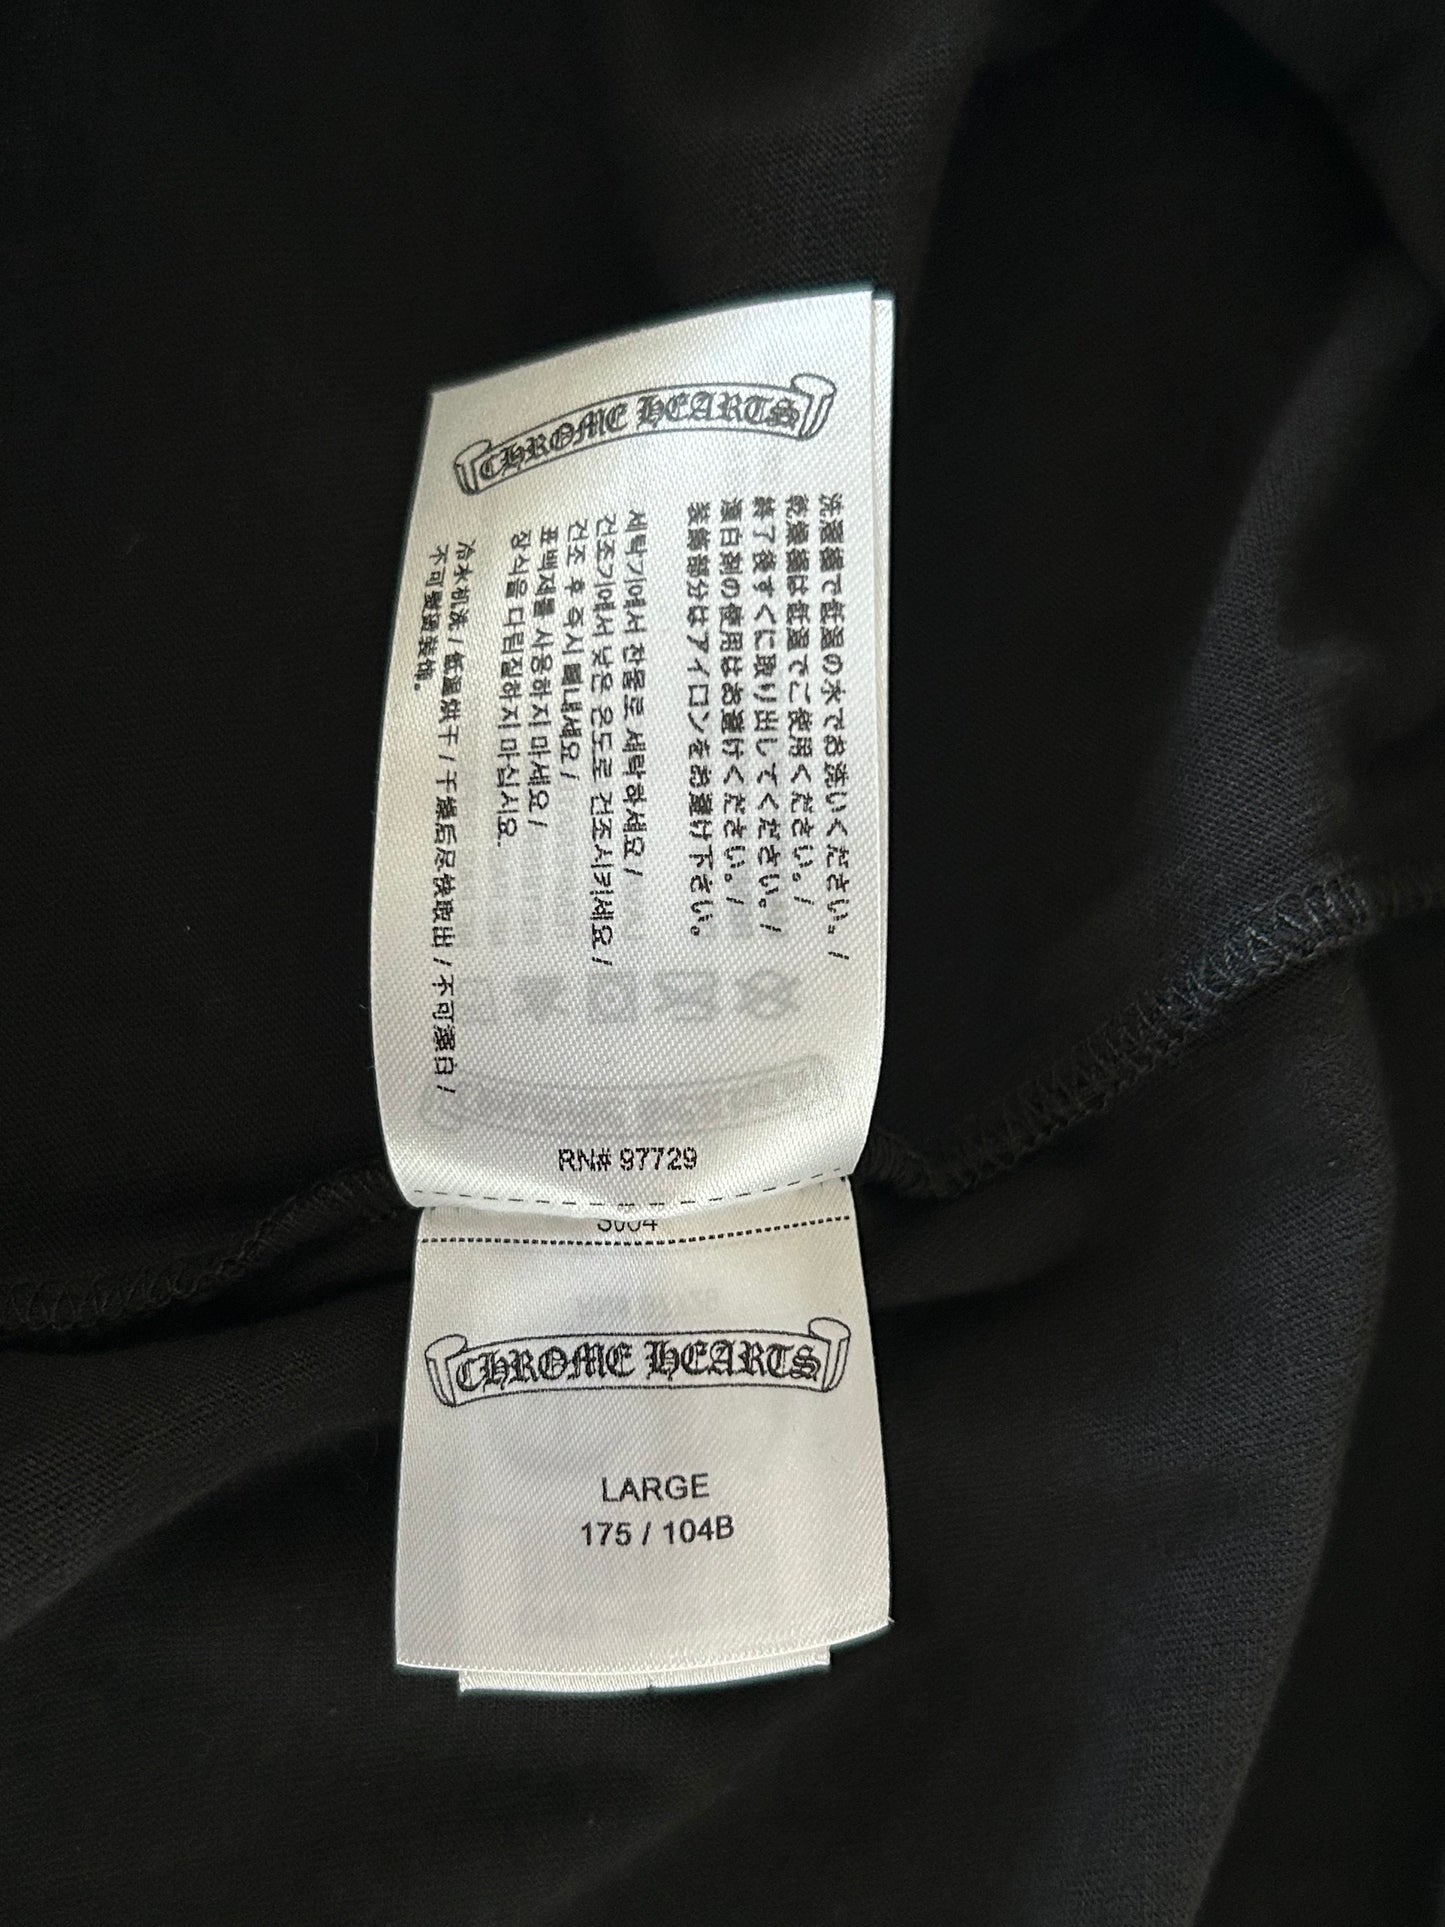 CHROME HEARTS
洗濯機で低温の水でお洗いください。/
乾燥機は低温でご使用ください。/
終了後すぐに取り出してください。/
漂白剤の使用はお避けください。/
装飾部分はアイロンをお避け下さい。
세탁기에서 찬물로 세탁하세요 /
건조기에서 낮은 온도로 건조시키세요 /
건조 후 즉시 꺼내세요 /
표백제를 사용하지 마세요 /
장식을 다림질하지 마십시오.
冷水机洗 / 低温烘干 / 干燥后尽快取出 / 不可漂白 /
不可熨烫装饰。
RN# 97729
CHROME HEARTS
LARGE
175 / 104B